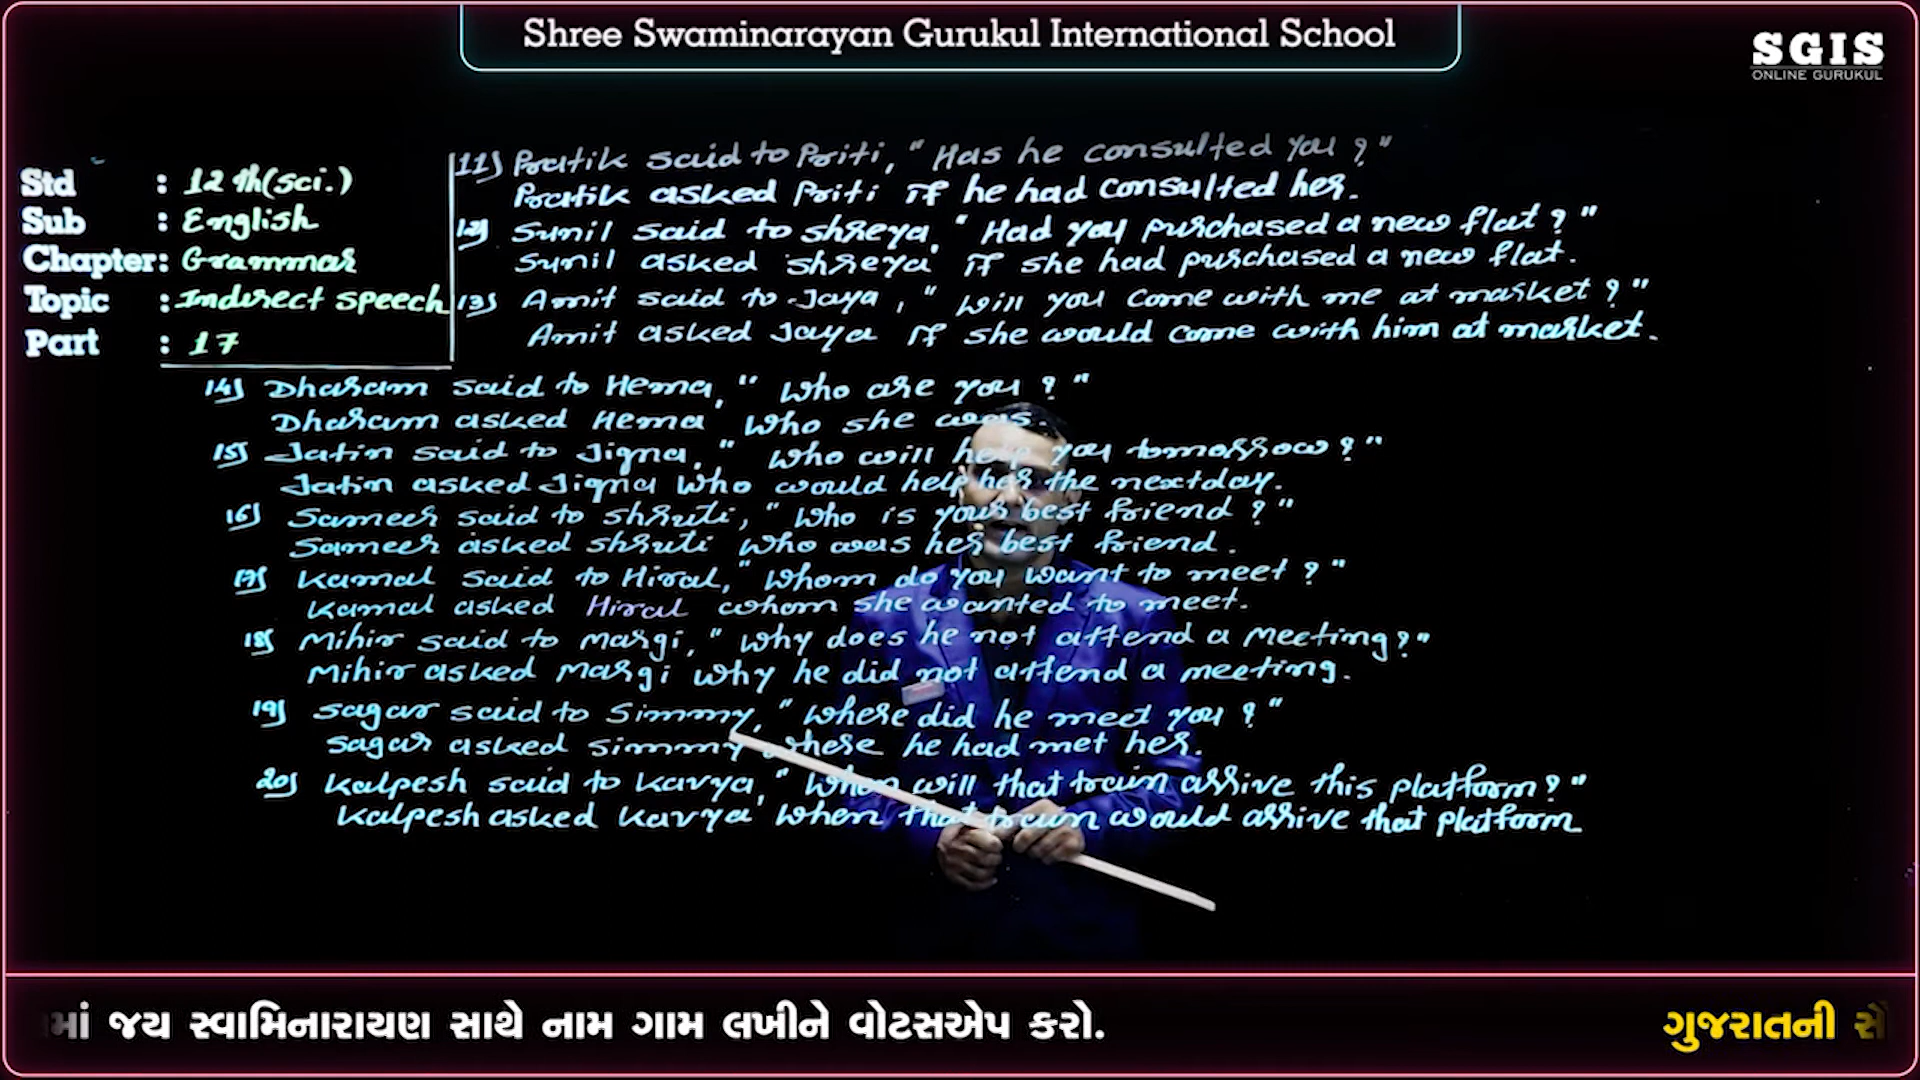 Shree Swaminarayan Gurukul International School
SGIS
ONLINE GURUKUL
Std : 12th(sci.)
Sub : English
Chapter: Grammar
Topic : Indirect speech
Part : 17
11) Pratik said to Priti, "Has he consulted you?"
Pratik asked Priti if he had consulted her.
12) Sunil said to shreya, "Had you purchased a new flat?"
Sunil asked shreya if she had purchased a new flat.
13) Amit said to Jaya, "Will you come with me at market?"
Amit asked Jaya if she would come with him at market.
14) Dharam said to Hema, "Who are you?"
Dharam asked Hema who she was.
15) Jatin said to Jigna, "Who will help you tomorrow?"
Jatin asked Jigna who would help her the nextday.
16) Sameer said to shruti, "Who is your best friend?"
Sameer asked shruti who was her best friend.
17) Kamal said to Hiral, "Whom do you want to meet?"
Kamal asked Hiral whom she wanted to meet.
18) Mihir said to Margi, "Why does he not attend a Meeting?"
Mihir asked Margi why he did not attend a meeting.
19) Sagar said to Simmy, "Where did he meet you?"
Sagar asked simmy where he had met her.
20) Kalpesh said to Kavya, "When will that train arrive this platform?"
Kalpesh asked Kavya when that train would arrive that platform
જય સ્વામિનારાયણ સાથે નામ ગામ લખીને વોટસએપ કરો.
ગુજરાતની